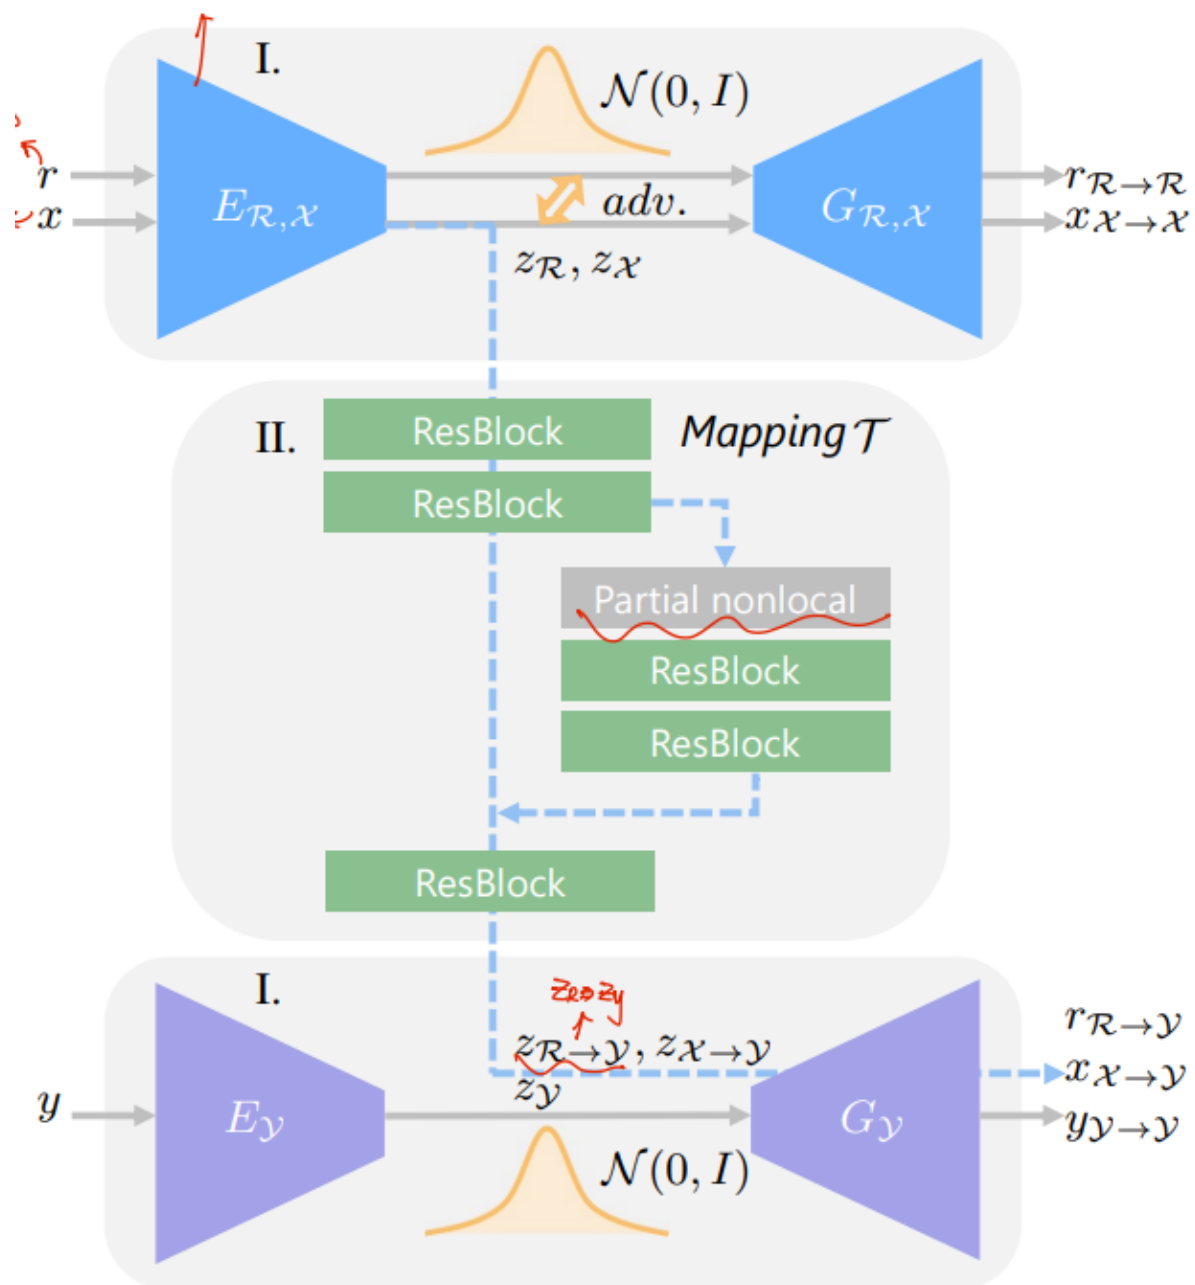 I.
𝒩(0, I)
r
x
E_{ℛ,𝒳}
adv.
G_{ℛ,𝒳}
r_{ℛ→ℛ}
x_{𝒳→𝒳}
z_ℛ, z_𝒳
II.
ResBlock
Mapping 𝒯
ResBlock
Partial nonlocal
ResBlock
ResBlock
ResBlock
I.
z_{ℛ→𝒴}, z_{𝒳→𝒴}
r_{ℛ→𝒴}
x_{𝒳→𝒴}
z_𝒴
y
E_𝒴
G_𝒴
y_{𝒴→𝒴}
𝒩(0, I)